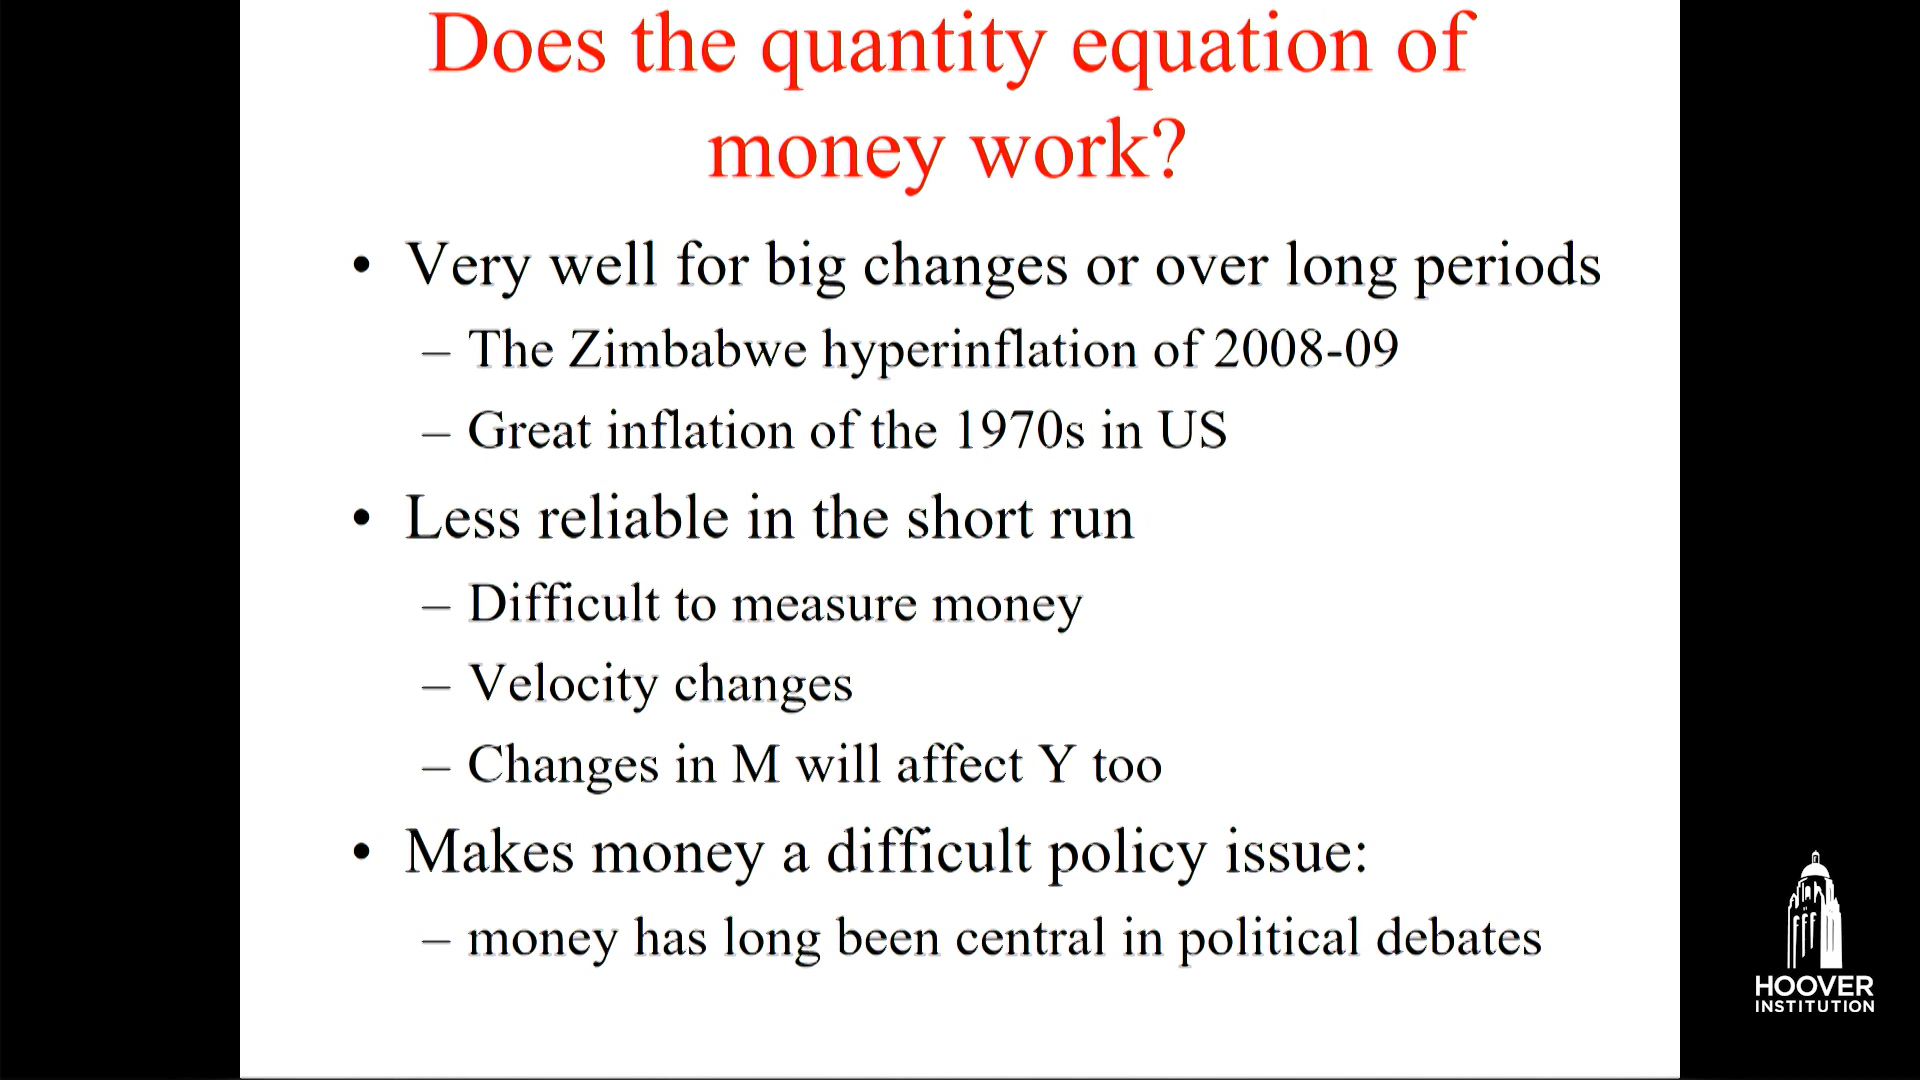 Does the quantity equation of
money work?
• Very well for big changes or over long periods
– The Zimbabwe hyperinflation of 2008-09
– Great inflation of the 1970s in US
• Less reliable in the short run
– Difficult to measure money
– Velocity changes
– Changes in M will affect Y too
• Makes money a difficult policy issue:
– money has long been central in political debates
HOOVER
INSTITUTION